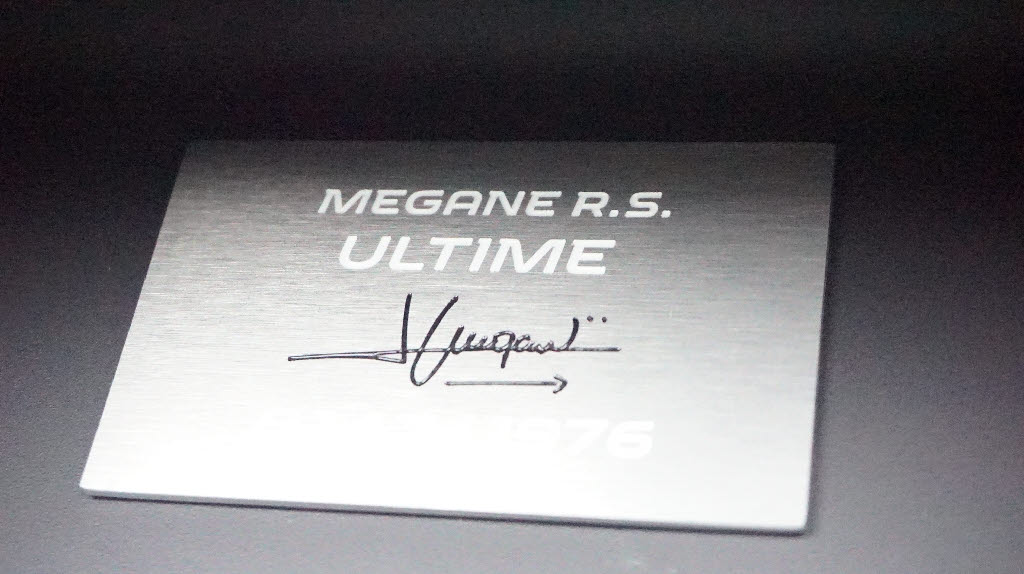 MEGANE R.S.
ULTIME
1976